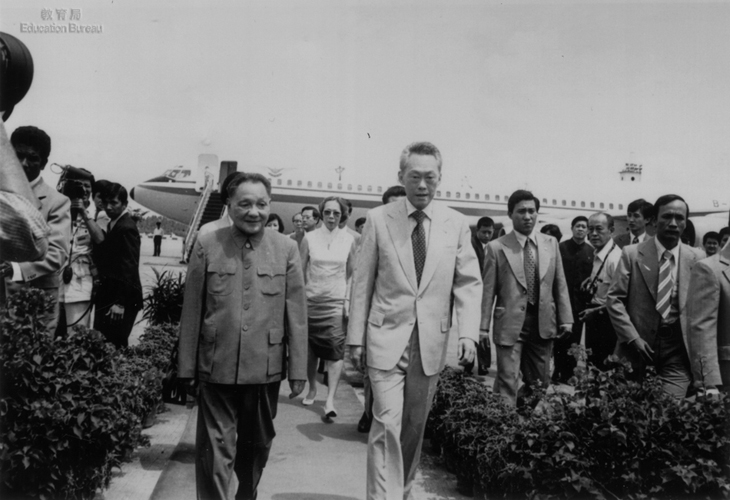 教育局
Education Bureau